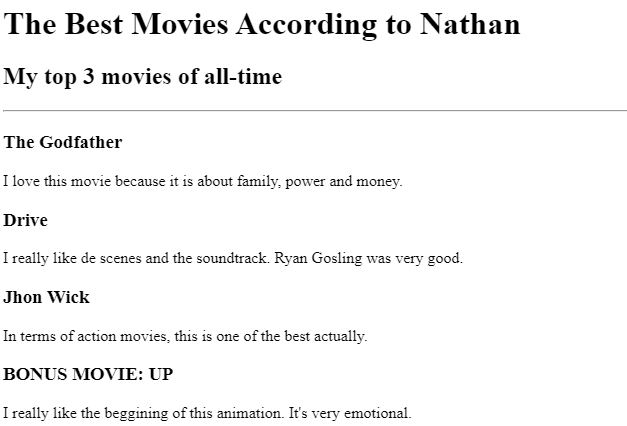 The Best Movies According to Nathan
My top 3 movies of all-time
The Godfather
I love this movie because it is about family, power and money.
Drive
I really like de scenes and the soundtrack. Ryan Gosling was very good.
Jhon Wick
In terms of action movies, this is one of the best actually.
BONUS MOVIE: UP
I really like the beggining of this animation. It's very emotional.